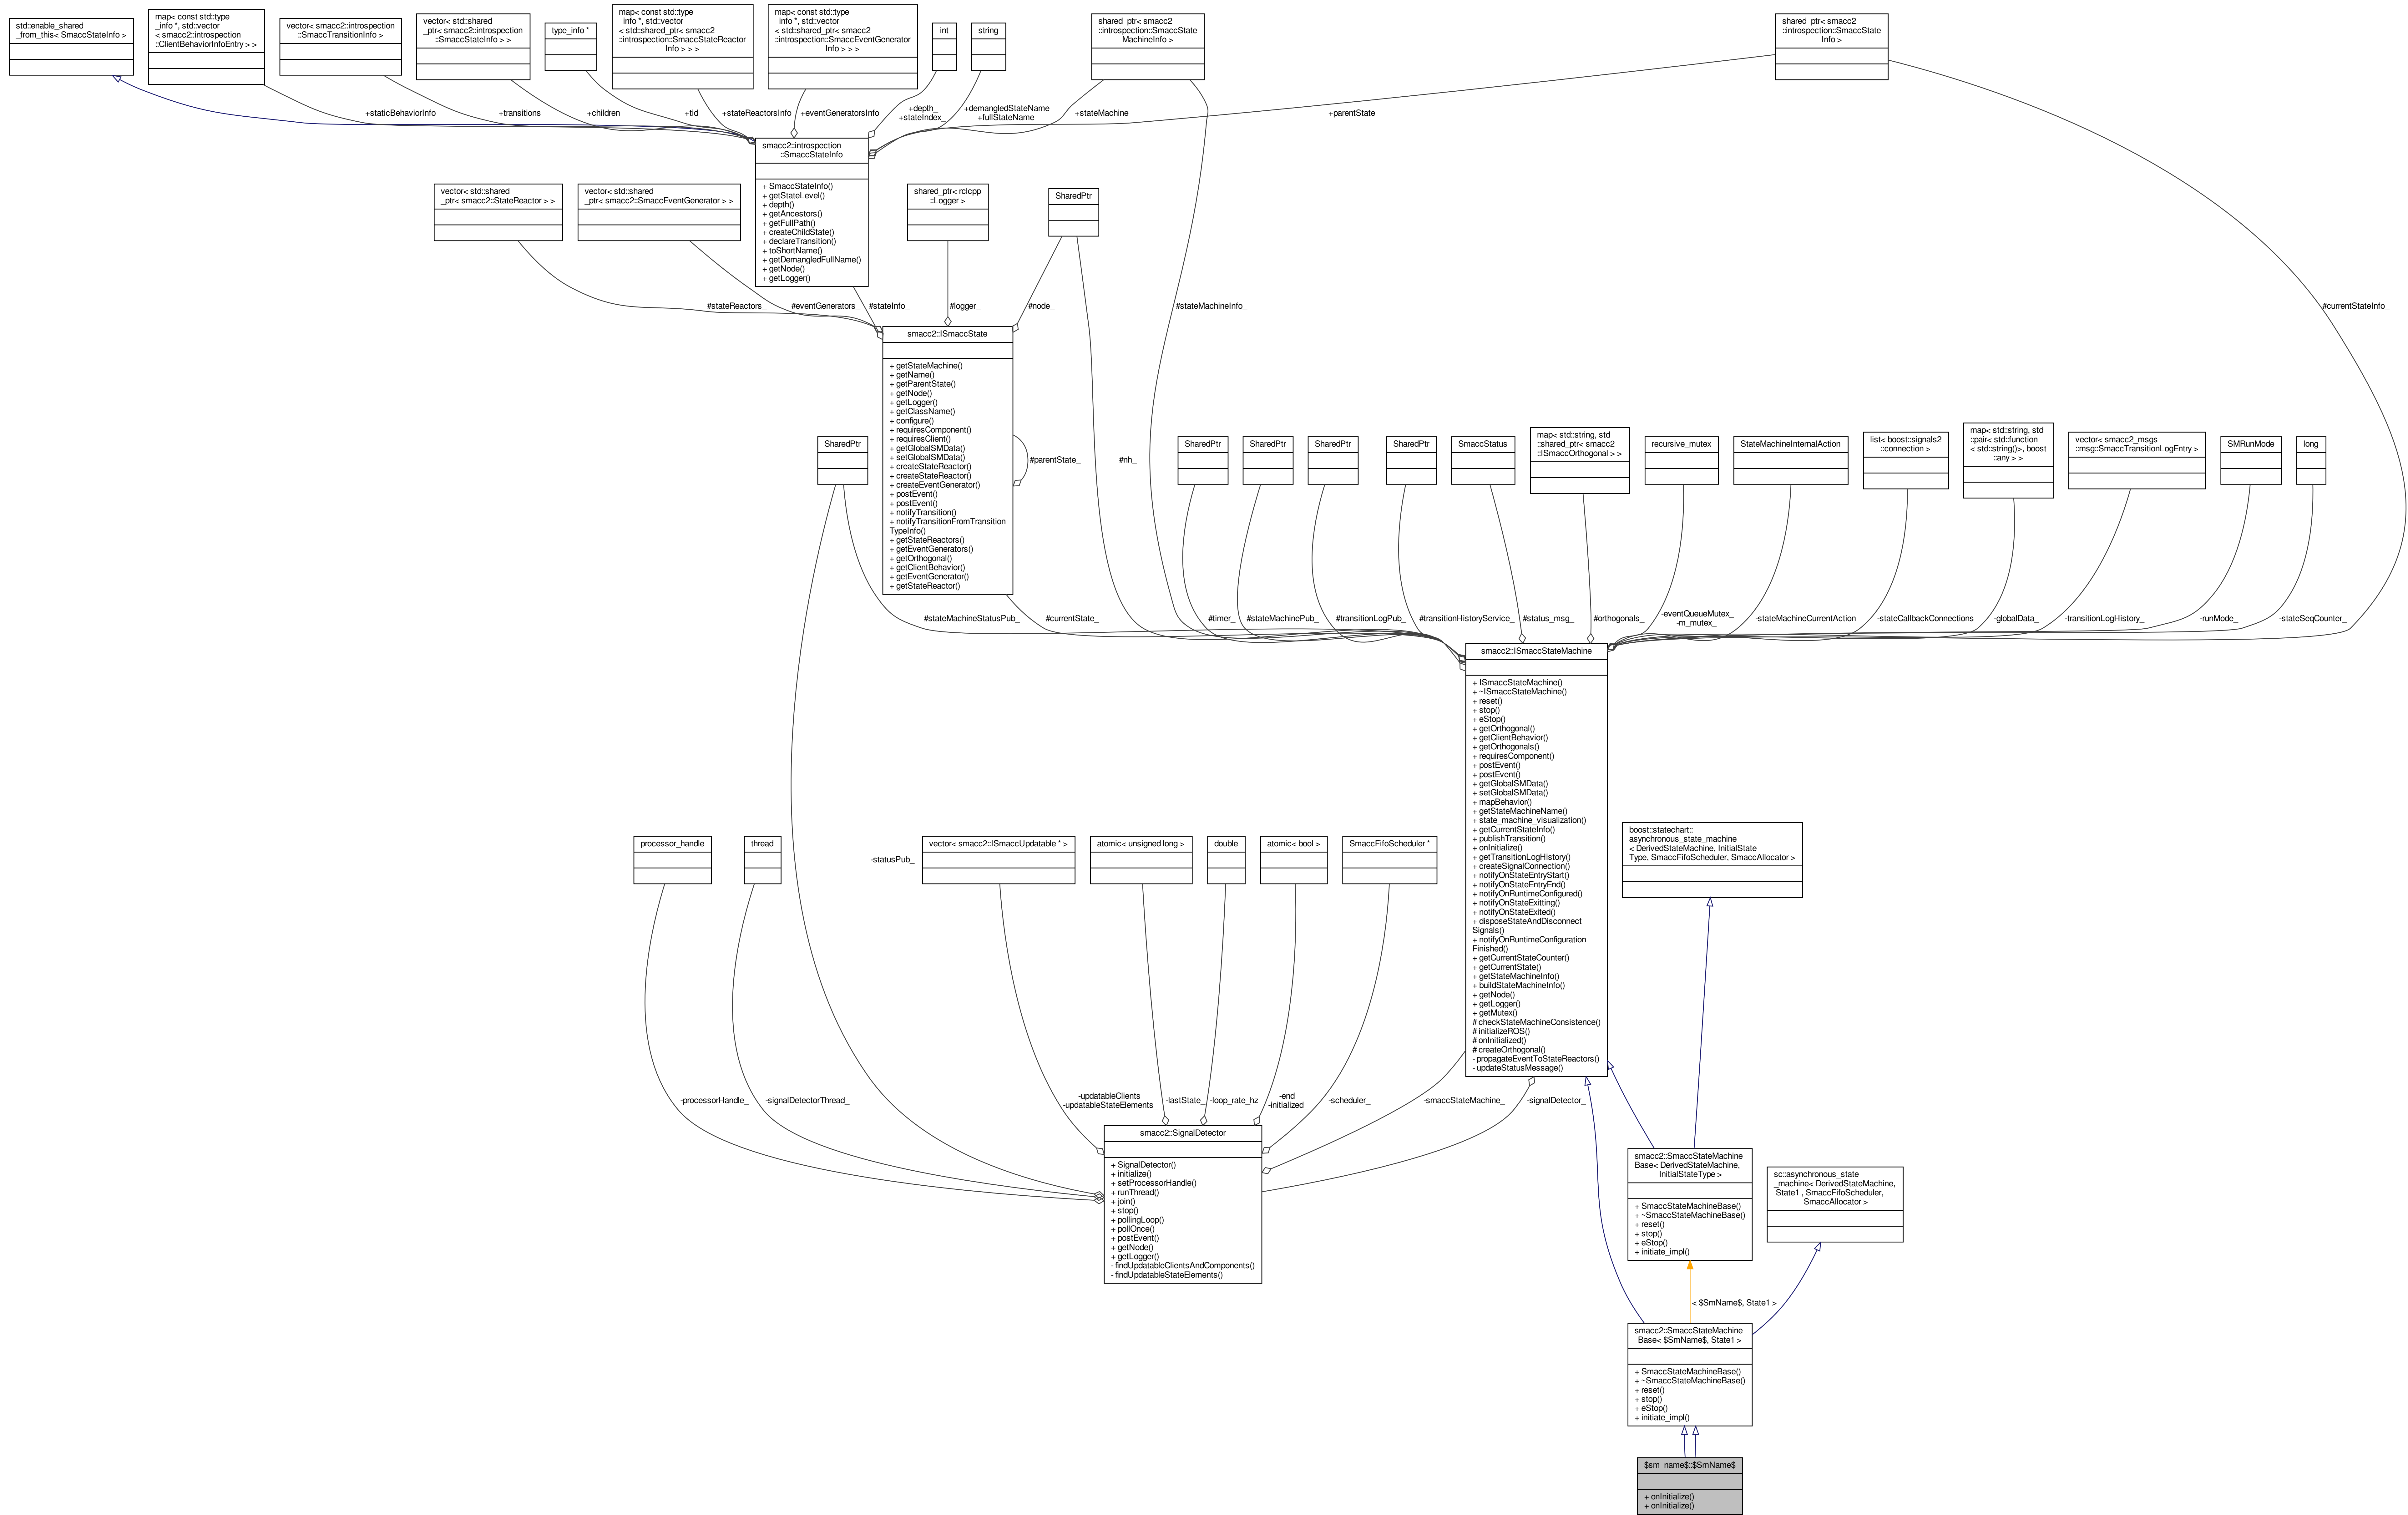 std::enable_shared
_from_this< SmaccStateInfo >
map< const std::type
_info *, std::vector
< smacc2::introspection
::ClientBehaviorInfoEntry > >
vector< smacc2::introspection
::SmaccTransitionInfo >
vector< std::shared
_ptr< smacc2::introspection
::SmaccStateInfo > >
type_info *
map< const std::type
_info *, std::vector
< std::shared_ptr< smacc2
::introspection::SmaccStateReactor
Info > > >
map< const std::type
_info *, std::vector
< std::shared_ptr< smacc2
::introspection::SmaccEventGenerator
Info > > >
int
string
shared_ptr< smacc2
::introspection::SmaccState
MachineInfo >
shared_ptr< smacc2
::introspection::SmaccState
Info >
+staticBehaviorInfo
+transitions_
+children_
+tid_
+stateReactorsInfo
+eventGeneratorsInfo
+depth_
+stateIndex_
+demangledStateName
+fullStateName
+stateMachine_
+parentState_
smacc2::introspection
::SmaccStateInfo
+ SmaccStateInfo()
+ getStateLevel()
+ depth()
+ getAncestors()
+ getFullPath()
+ createChildState()
+ declareTransition()
+ toShortName()
+ getDemangledFullName()
+ getNode()
+ getLogger()
vector< std::shared
_ptr< smacc2::StateReactor > >
vector< std::shared
_ptr< smacc2::SmaccEventGenerator > >
shared_ptr< rclcpp
::Logger >
SharedPtr
#stateReactors_
#eventGenerators_
#stateInfo_
#logger_
#node_
#stateMachineInfo_
#currentStateInfo_
smacc2::ISmaccState
+ getStateMachine()
+ getName()
+ getParentState()
+ getNode()
+ getLogger()
+ getClassName()
+ configure()
+ requiresComponent()
+ requiresClient()
+ getGlobalSMData()
+ setGlobalSMData()
+ createStateReactor()
+ createStateReactor()
+ createEventGenerator()
+ postEvent()
+ postEvent()
+ notifyTransition()
+ notifyTransitionFromTransition
TypeInfo()
+ getStateReactors()
+ getEventGenerators()
+ getOrthogonal()
+ getClientBehavior()
+ getEventGenerator()
+ getStateReactor()
#parentState_
#nh_
SharedPtr
SharedPtr
SharedPtr
SharedPtr
SharedPtr
SmaccStatus
map< std::string, std
::shared_ptr< smacc2
::ISmaccOrthogonal > >
recursive_mutex
StateMachineInternalAction
list< boost::signals2
::connection >
map< std::string, std
::pair< std::function
< std::string()>, boost
::any > >
vector< smacc2_msgs
::msg::SmaccTransitionLogEntry >
SMRunMode
long
#stateMachineStatusPub_
#currentState_
#timer_
#stateMachinePub_
#transitionLogPub_
#transitionHistoryService_
#status_msg_
#orthogonals_
-eventQueueMutex_
-m_mutex_
-stateMachineCurrentAction
-stateCallbackConnections
-globalData_
-transitionLogHistory_
-runMode_
-stateSeqCounter_
smacc2::ISmaccStateMachine
+ ISmaccStateMachine()
+ ~ISmaccStateMachine()
+ reset()
+ stop()
+ eStop()
+ getOrthogonal()
+ getClientBehavior()
+ getOrthogonals()
+ requiresComponent()
+ postEvent()
+ postEvent()
+ getGlobalSMData()
+ setGlobalSMData()
+ mapBehavior()
+ getStateMachineName()
+ state_machine_visualization()
+ getCurrentStateInfo()
+ publishTransition()
+ onInitialize()
+ getTransitionLogHistory()
+ createSignalConnection()
+ notifyOnStateEntryStart()
+ notifyOnStateEntryEnd()
+ notifyOnRuntimeConfigured()
+ notifyOnStateExitting()
+ notifyOnStateExited()
+ disposeStateAndDisconnect
Signals()
+ notifyOnRuntimeConfiguration
Finished()
+ getCurrentStateCounter()
+ getCurrentState()
+ getStateMachineInfo()
+ buildStateMachineInfo()
+ getNode()
+ getLogger()
+ getMutex()
# checkStateMachineConsistence()
# initializeROS()
# onInitialized()
# createOrthogonal()
- propagateEventToStateReactors()
- updateStatusMessage()
processor_handle
thread
-statusPub_
vector< smacc2::ISmaccUpdatable * >
atomic< unsigned long >
double
atomic< bool >
SmaccFifoScheduler *
boost::statechart::
asynchronous_state_machine
< DerivedStateMachine, InitialState
Type, SmaccFifoScheduler, SmaccAllocator >
-processorHandle_
-signalDetectorThread_
-updatableClients_
-updatableStateElements_
-lastState_
-loop_rate_hz
-end_
-initialized_
-scheduler_
-smaccStateMachine_
-signalDetector_
smacc2::SignalDetector
+ SignalDetector()
+ initialize()
+ setProcessorHandle()
+ runThread()
+ join()
+ stop()
+ pollingLoop()
+ pollOnce()
+ postEvent()
+ getNode()
+ getLogger()
- findUpdatableClientsAndComponents()
- findUpdatableStateElements()
smacc2::SmaccStateMachine
Base< DerivedStateMachine,
InitialStateType >
+ SmaccStateMachineBase()
+ ~SmaccStateMachineBase()
+ reset()
+ stop()
+ eStop()
+ initiate_impl()
sc::asynchronous_state
_machine< DerivedStateMachine,
State1 , SmaccFifoScheduler,
SmaccAllocator >
< $SmName$, State1 >
smacc2::SmaccStateMachine
Base< $SmName$, State1 >
+ SmaccStateMachineBase()
+ ~SmaccStateMachineBase()
+ reset()
+ stop()
+ eStop()
+ initiate_impl()
$sm_name$::$SmName$
+ onInitialize()
+ onInitialize()